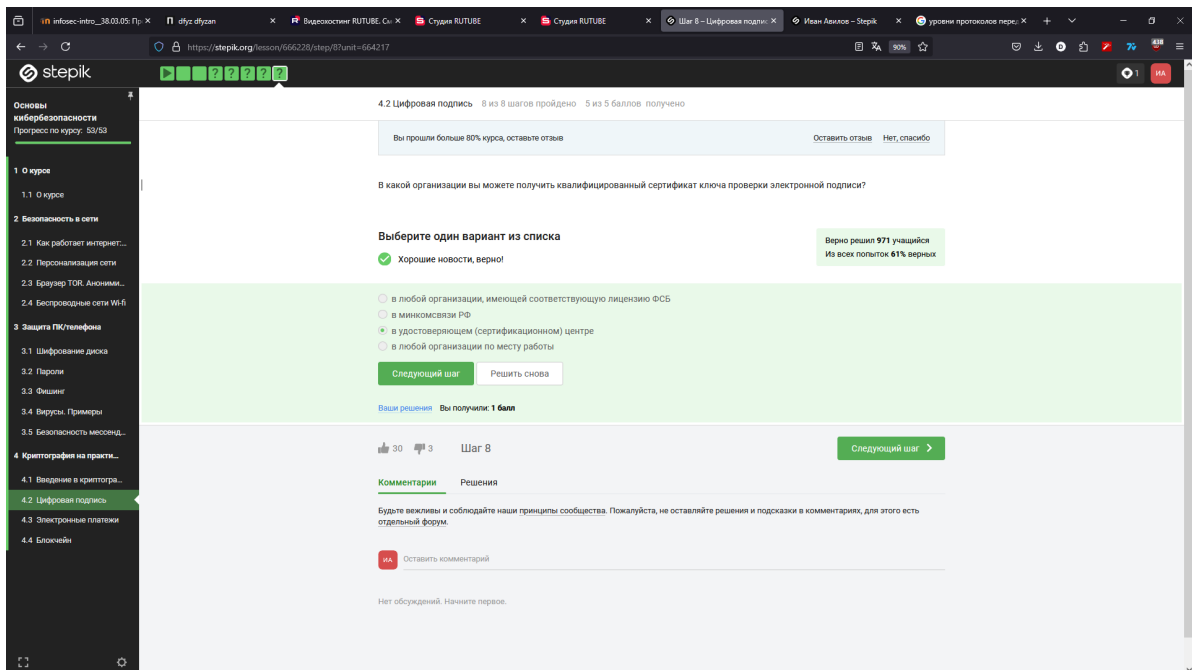 infosec-intro__38.03.05: Пр
dfyz dfyzan
Видеохостинг RUTUBE. См
Студия RUTUBE
Студия RUTUBE
Шаг 8 – Цифровая подпис
Иван Авилов – Stepik
уровни протоколов перед
https://stepik.org/lesson/666228/step/8?unit=664217
90%
438
stepik
1
ИА
Основы
кибербезопасности
Прогресс по курсу: 53/53
1 О курсе
1.1 О курсе
2 Безопасность в сети
2.1 Как работает интернет:...
2.2 Персонализация сети
2.3 Браузер TOR. Аноними...
2.4 Беспроводные сети Wi-fi
3 Защита ПК/телефона
3.1 Шифрование диска
3.2 Пароли
3.3 Фишинг
3.4 Вирусы. Примеры
3.5 Безопасность мессенд...
4 Криптография на практи...
4.1 Введение в криптогра...
4.2 Цифровая подпись
4.3 Электронные платежи
4.4 Блокчейн
4.2 Цифровая подпись 8 из 8 шагов пройдено 5 из 5 баллов получено
Вы прошли больше 80% курса, оставьте отзыв
Оставить отзыв Нет, спасибо
В какой организации вы можете получить квалифицированный сертификат ключа проверки электронной подписи?
Выберите один вариант из списка
Хорошие новости, верно!
Верно решил 971 учащийся
Из всех попыток 61% верных
в любой организации, имеющей соответствующую лицензию ФСБ
в минкомсвязи РФ
в удостоверяющем (сертификационном) центре
в любой организации по месту работы
Следующий шаг
Решить снова
Ваши решения Вы получили: 1 балл
30 3 Шаг 8
Следующий шаг
Комментарии Решения
Будьте вежливы и соблюдайте наши принципы сообщества. Пожалуйста, не оставляйте решения и подсказки в комментариях, для этого есть
отдельный форум.
ИА
Оставить комментарий
Нет обсуждений. Начните первое.